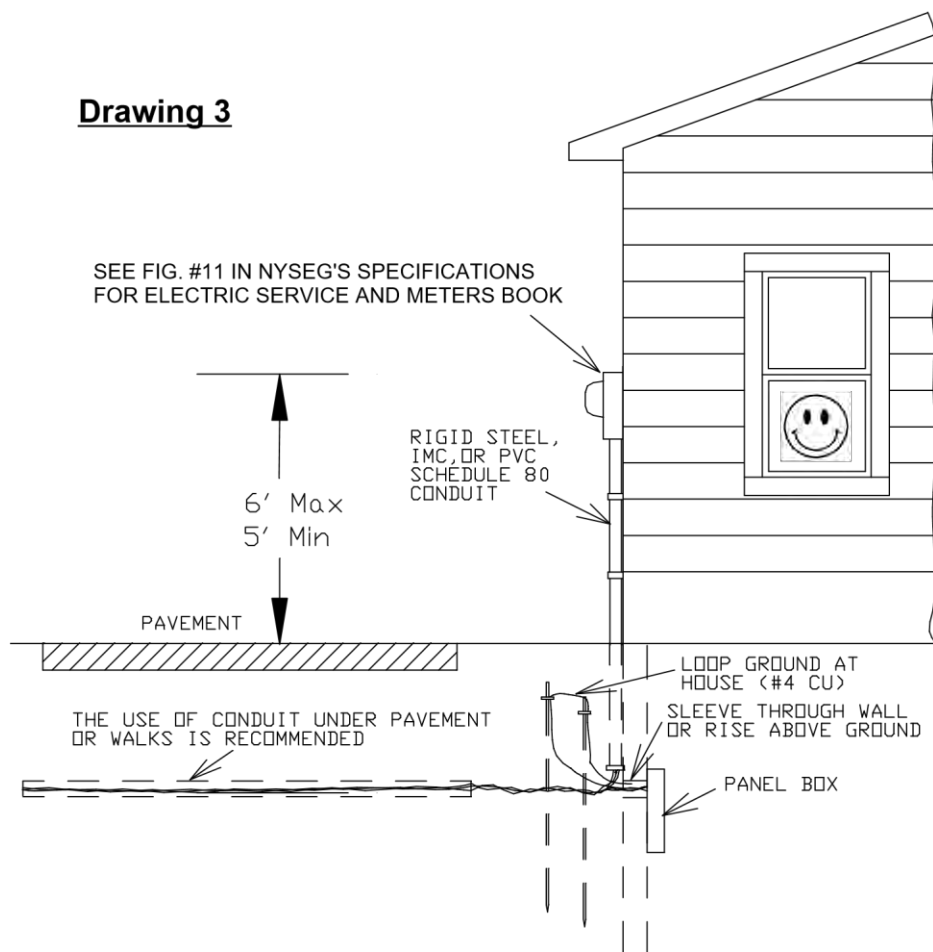 Drawing 3
SEE FIG. #11 IN NYSEG'S SPECIFICATIONS
FOR ELECTRIC SERVICE AND METERS BOOK
RIGID STEEL,
IMC,OR PVC
SCHEDULE 80
CONDUIT
6' Max
5' Min
PAVEMENT
LOOP GROUND AT
HOUSE (#4 CU)
THE USE OF CONDUIT UNDER PAVEMENT
OR WALKS IS RECOMMENDED
SLEEVE THROUGH WALL
OR RISE ABOVE GROUND
PANEL BOX